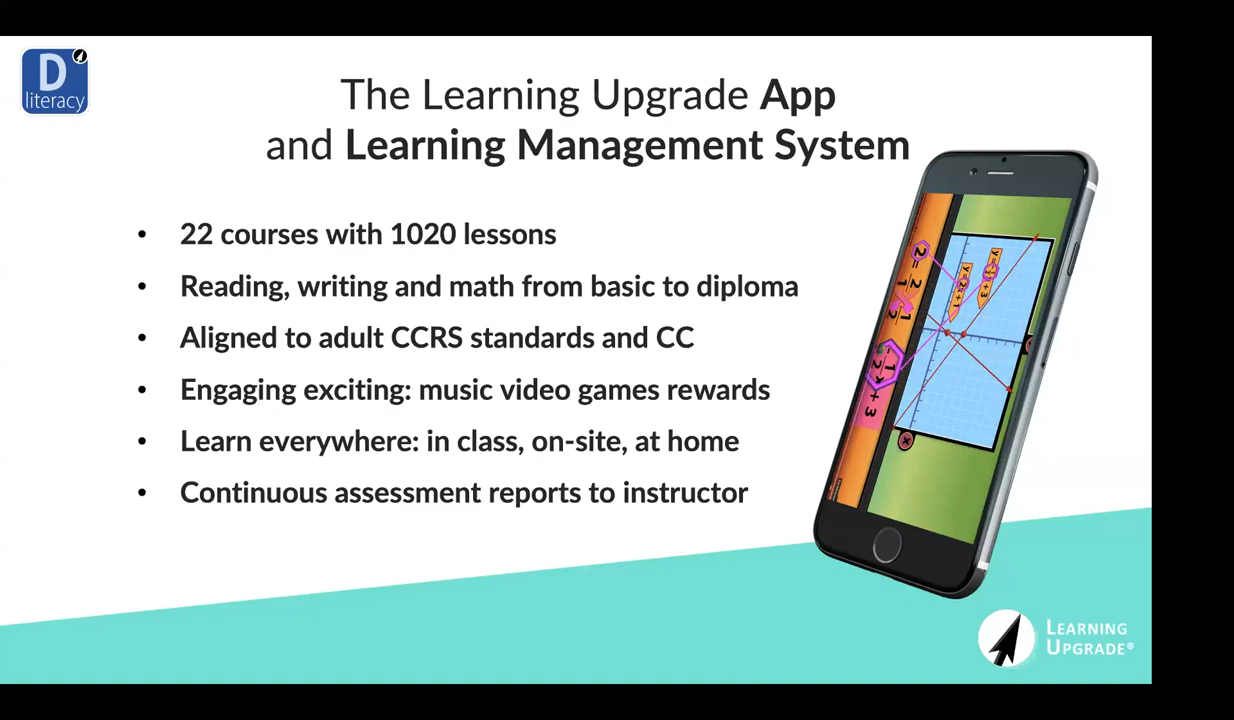 D
literacy
The Learning Upgrade App
and Learning Management System
• 22 courses with 1020 lessons
• Reading, writing and math from basic to diploma
• Aligned to adult CCRS standards and CC
• Engaging exciting: music video games rewards
• Learn everywhere: in class, on-site, at home
• Continuous assessment reports to instructor
LEARNING
UPGRADE®